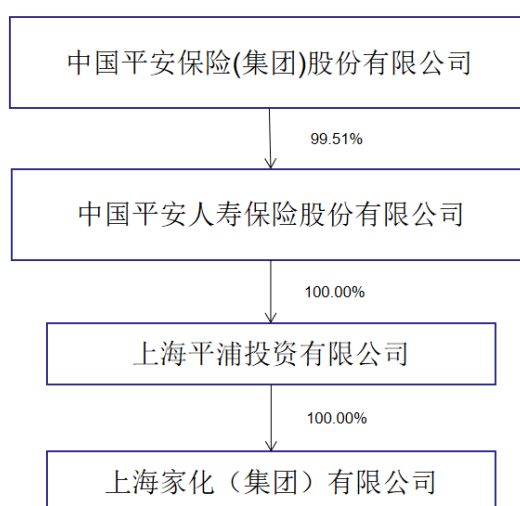 中国平安保险(集团)股份有限公司
99.51%
中国平安人寿保险股份有限公司
100.00%
上海平浦投资有限公司
100.00%
上海家化（集团）有限公司